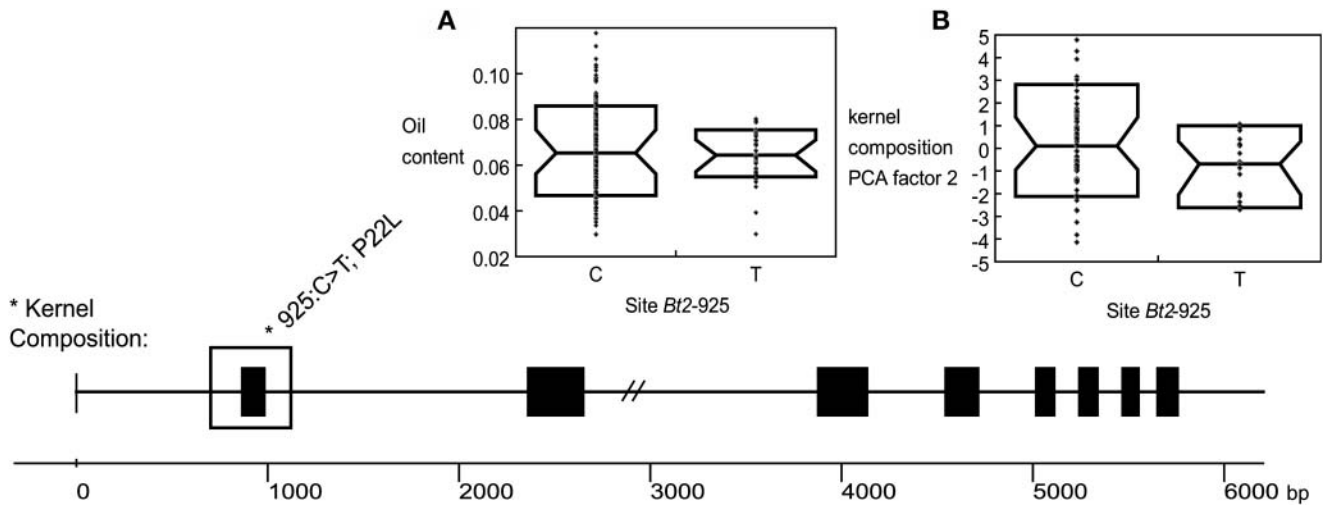 A
0.10
0.08
0.06
0.04
0.02
Oil
content
C
T
Site Bt2-925
B
5
4
3
2
1
0
-1
-2
-3
-4
-5
kernel
composition
PCA factor 2
C
T
Site Bt2-925
* Kernel
Composition:
* 925:C>T; P22L
0 1000 2000 3000 4000 5000 6000 bp